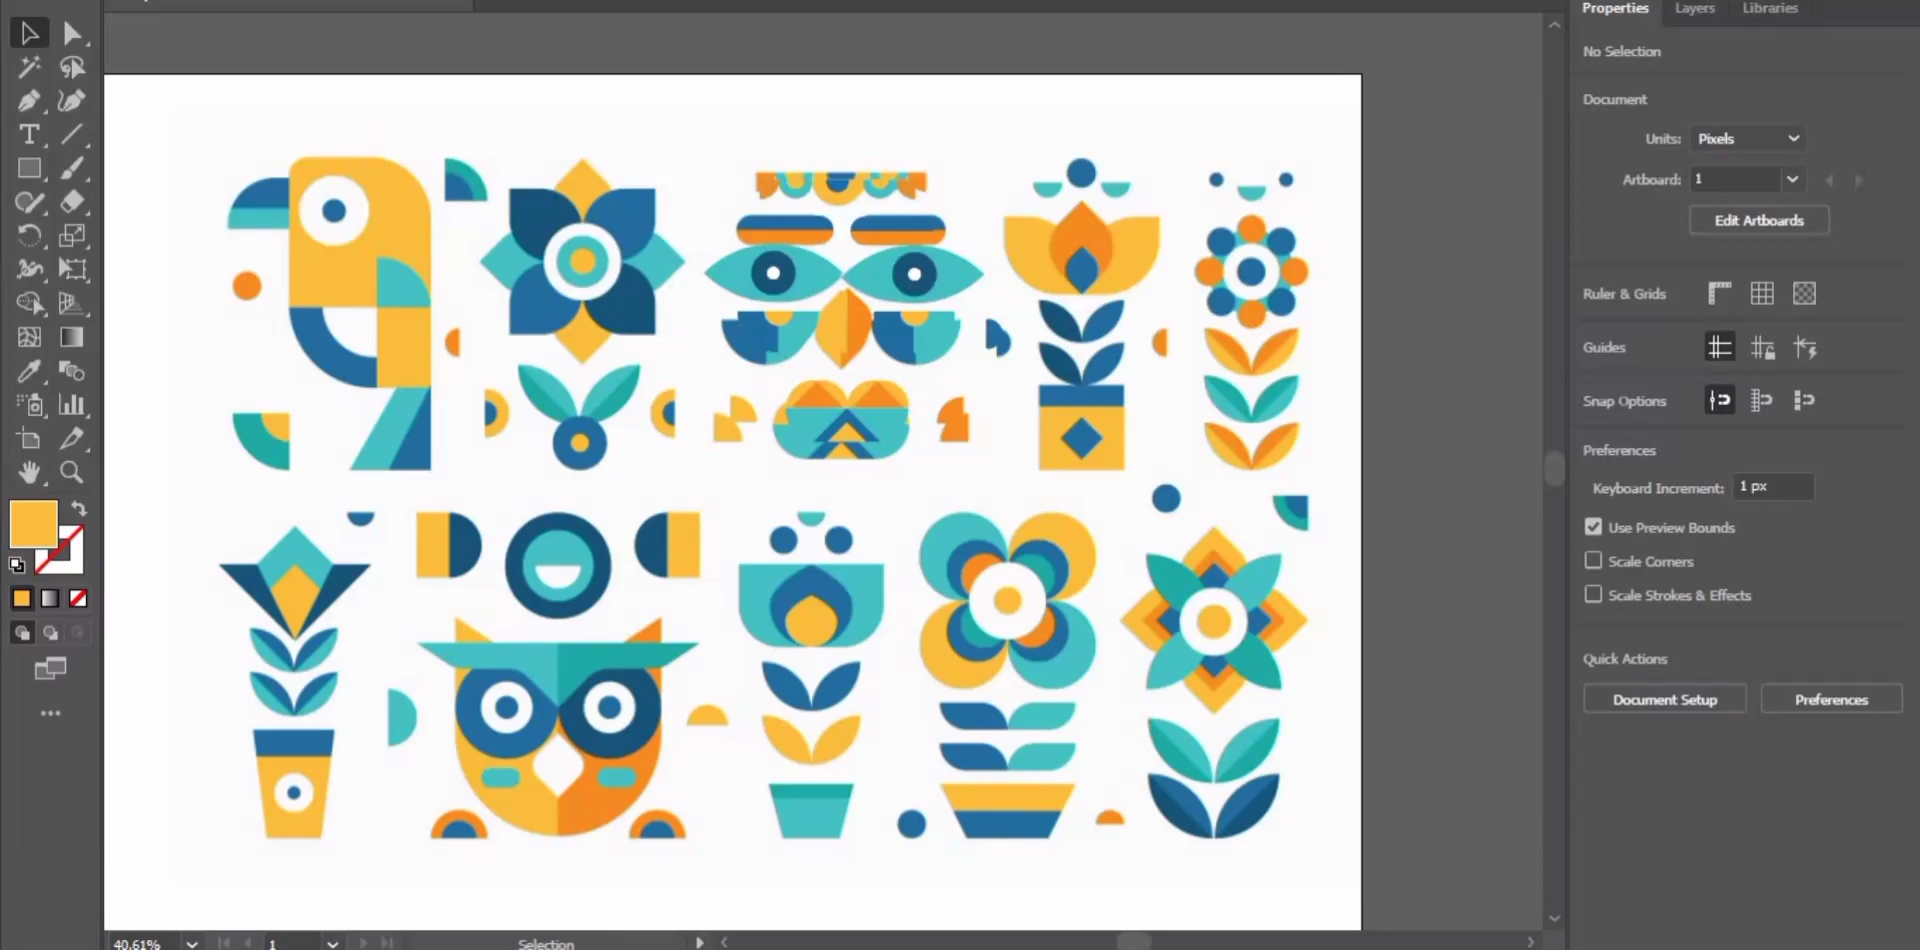 Properties Layers Libraries
No Selection
Document
Units: Pixels
Artboard: 1
Edit Artboards
Ruler & Grids
Guides
Snap Options
Preferences
Keyboard Increment: 1 px
Use Preview Bounds
Scale Corners
Scale Strokes & Effects
Quick Actions
Document Setup Preferences
40,61% 1 Selection